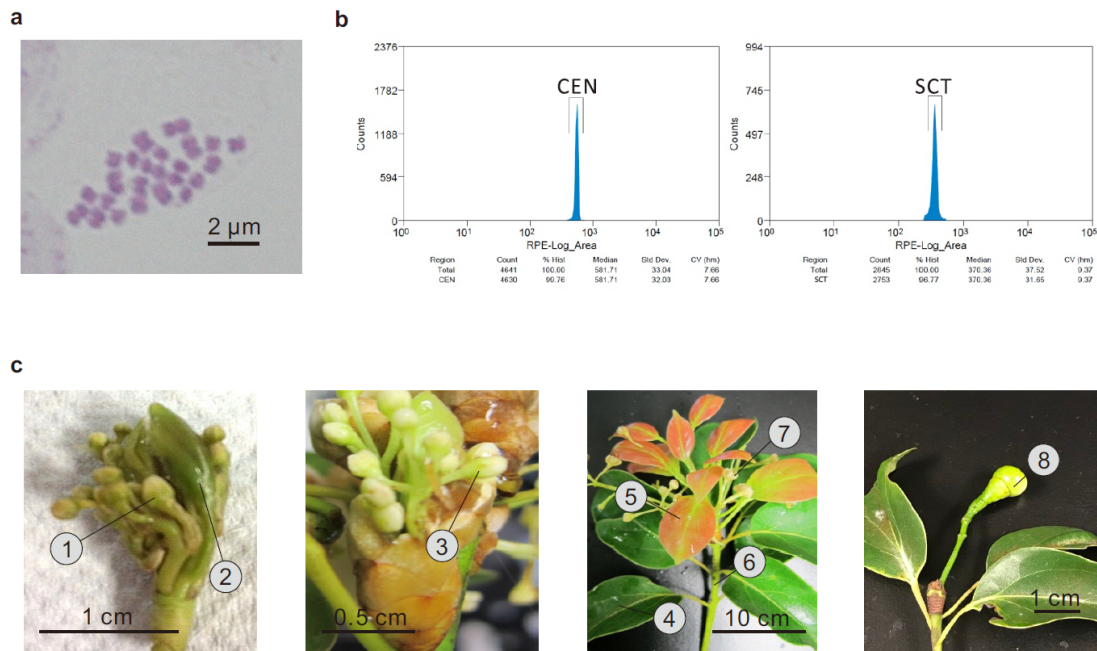 a
2 μm
b
2376
1782
1188
594
0
CEN
Counts
10⁰ 10¹ 10² 10³ 10⁴ 10⁵
RPE-Log_Area
Region Count % Hist Median Std Dev. CV (hm)
Total 4641 100.00 581.71 33.04 7.66
CEN 4630 99.76 581.71 32.03 7.66
994
745
497
248
0
SCT
Counts
10⁰ 10¹ 10² 10³ 10⁴ 10⁵
RPE-Log_Area
Region Count % Hist Median Std Dev. CV (hm)
Total 2845 100.00 370.36 37.52 9.37
SCT 2753 96.77 370.36 31.65 9.37
c
1
2
1 cm
3
0.5 cm
7
5
6
4
10 cm
8
1 cm